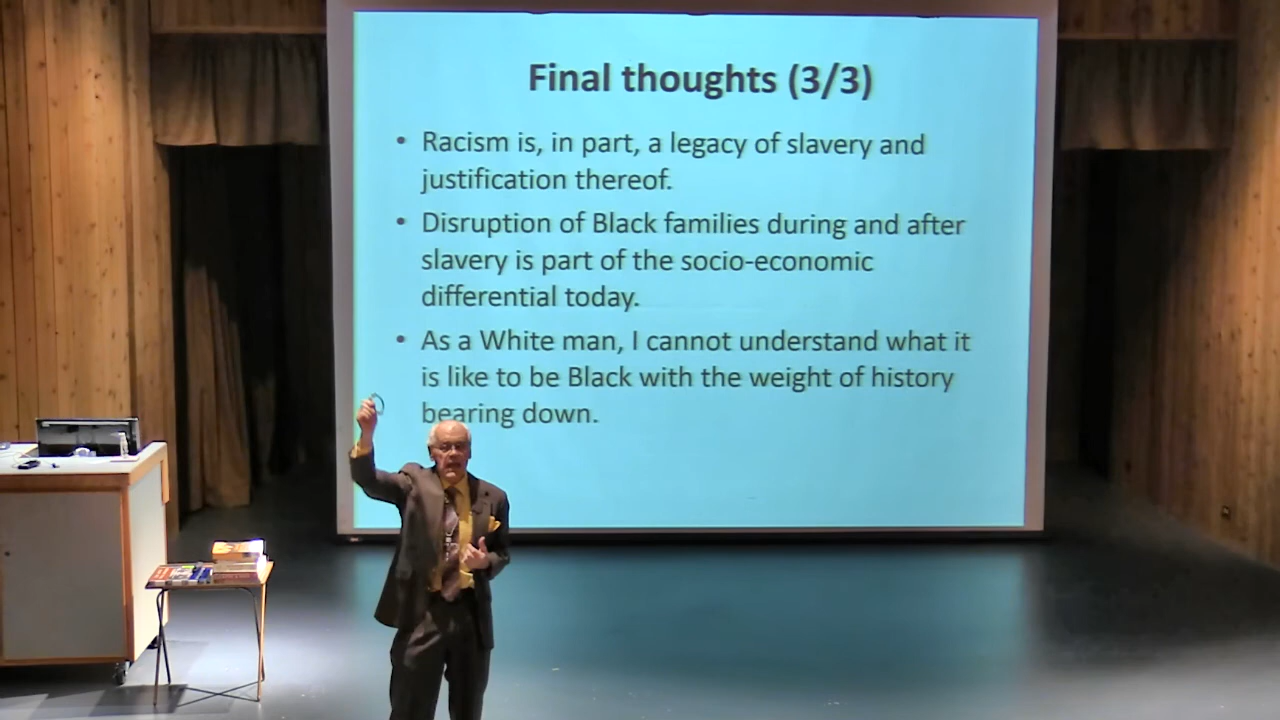 Final thoughts (3/3)
• Racism is, in part, a legacy of slavery and
justification thereof.
• Disruption of Black families during and after
slavery is part of the socio-economic
differential today.
• As a White man, I cannot understand what it
is like to be Black with the weight of history
bearing down.